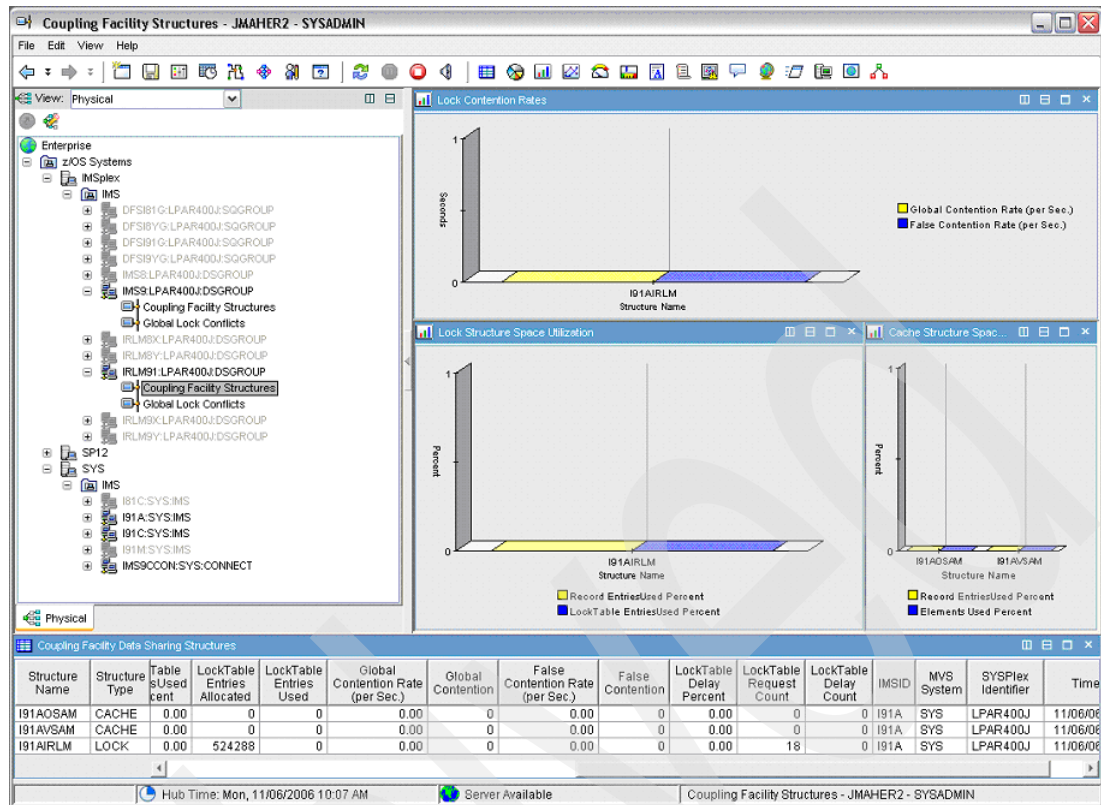 Coupling Facility Structures - JMAHER2 - SYSADMIN
File Edit View Help
View: Physical
Enterprise
z/OS Systems
IMSplex
IMS
DFSI81G:LPAR400J:SQGROUP
DFSI8YG:LPAR400J:SQGROUP
DFSI91G:LPAR400J:SQGROUP
DFSI9YG:LPAR400J:SQGROUP
IMS8:LPAR400J:DSGROUP
IMS9:LPAR400J:DSGROUP
Coupling Facility Structures
Global Lock Conflicts
IRLM8X:LPAR400J:DSGROUP
IRLM8Y:LPAR400J:DSGROUP
IRLM91:LPAR400J:DSGROUP
Coupling Facility Structures
Global Lock Conflicts
IRLM9X:LPAR400J:DSGROUP
IRLM9Y:LPAR400J:DSGROUP
SP12
SYS
IMS
I81C:SYS:IMS
I91A:SYS:IMS
I91C:SYS:IMS
I91M:SYS:IMS
IMS9CCON:SYS:CONNECT
Physical
Lock Contention Rates
1
Seconds
0
I91AIRLM
Structure Name
Global Contention Rate (per Sec.)
False Contention Rate (per Sec.)
Lock Structure Space Utilization
1
Percent
0
I91AIRLM
Structure Name
Record EntriesUsed Percent
LockTable EntriesUsed Percent
Cache Structure Spac...
1
Percent
0
I91AOSAM I91AVSAM
Structure Name
Record EntriesUsed Percent
Elements Used Percent
Coupling Facility Data Sharing Structures
Structure Name Structure Type Table sUsed cent LockTable Entries Allocated LockTable Entries Used Global Contention Rate (per Sec.) Global Contention False Contention Rate (per Sec.) False Contention LockTable Delay Percent LockTable Request Count LockTable Delay Count IMSID MVS System SYSPlex Identifier Time
I91AOSAM CACHE 0.00 0 0 0.00 0 0.00 0 0.00 0 0 I91A SYS LPAR400J 11/06/06
I91AVSAM CACHE 0.00 0 0 0.00 0 0.00 0 0.00 0 0 I91A SYS LPAR400J 11/06/06
I91AIRLM LOCK 0.00 524288 0 0.00 0 0.00 0 0.00 18 0 I91A SYS LPAR400J 11/06/06
Hub Time: Mon, 11/06/2006 10:07 AM
Server Available
Coupling Facility Structures - JMAHER2 - SYSADMIN